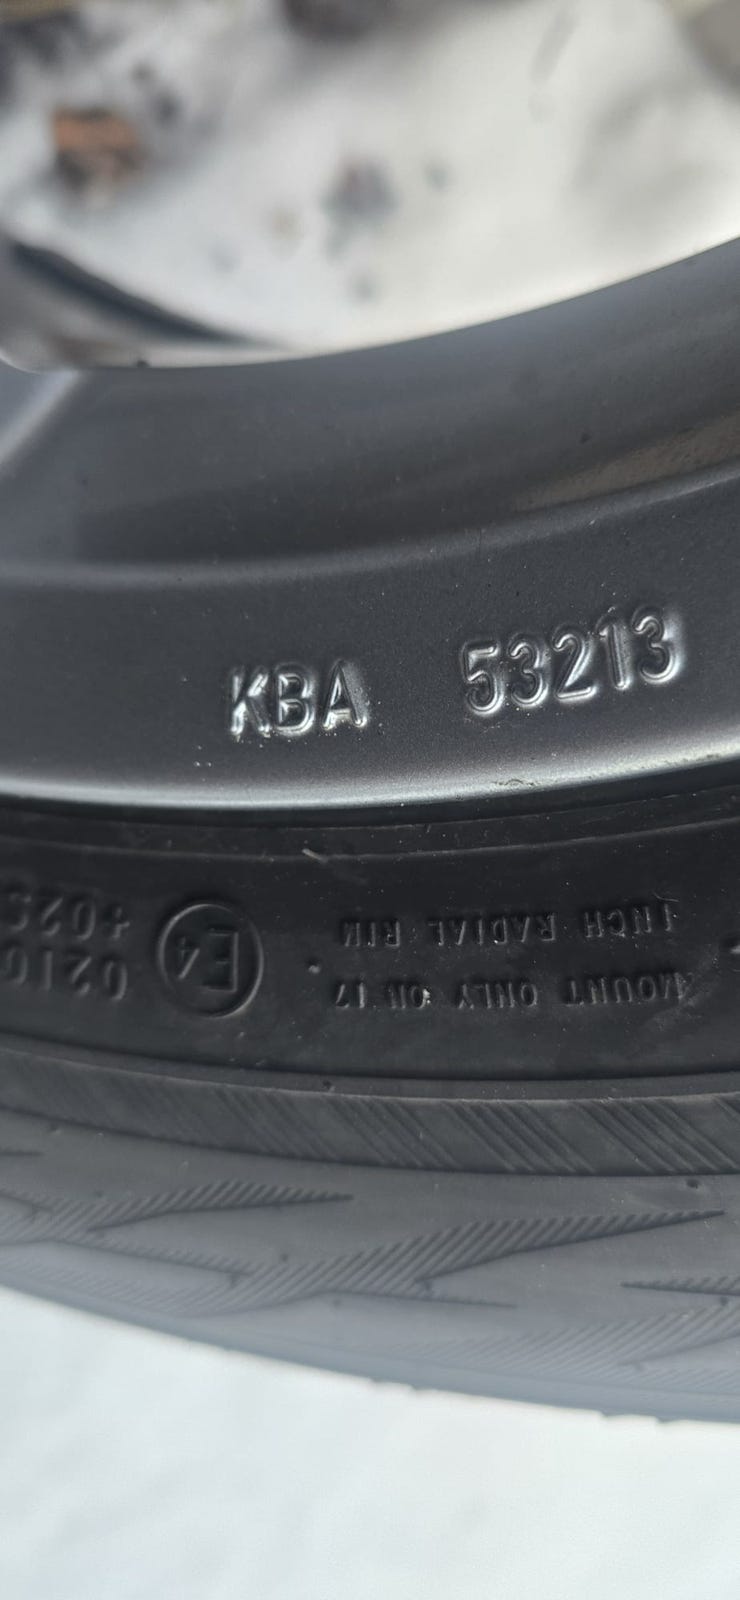 KBA 53213
MOUNT ONLY ON 17
INCH RADIAL RIM
E4